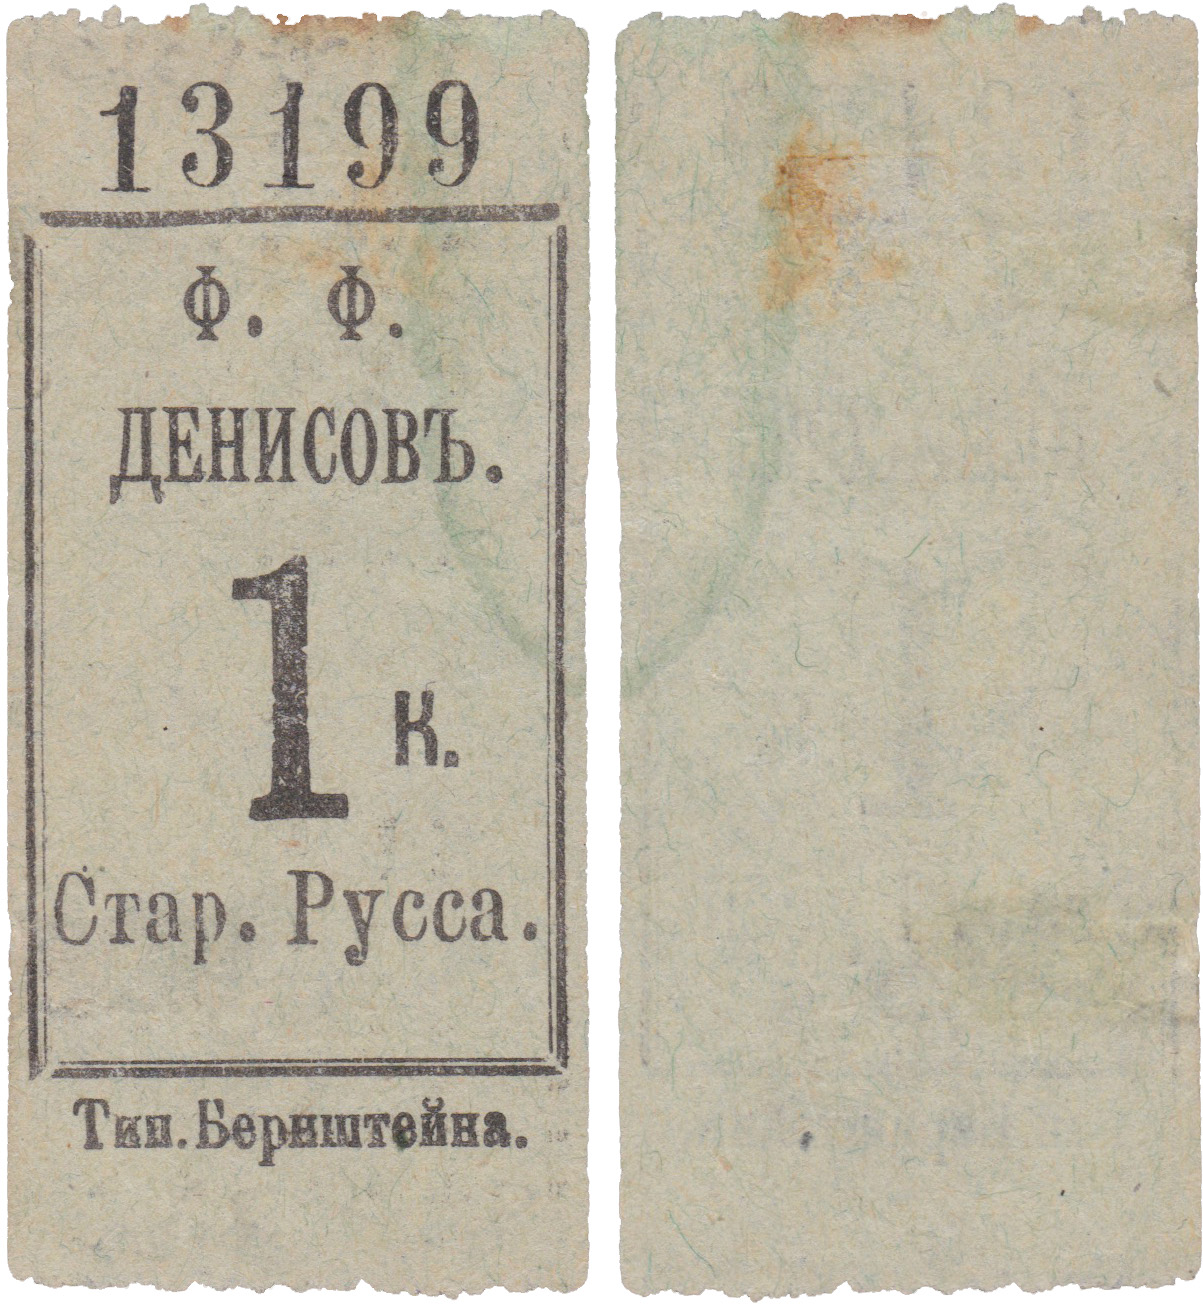 13199
Ф. Ф.
ДЕНИСОВЪ.
1 к.
Стар. Русса.
Тип. Бернштейна.